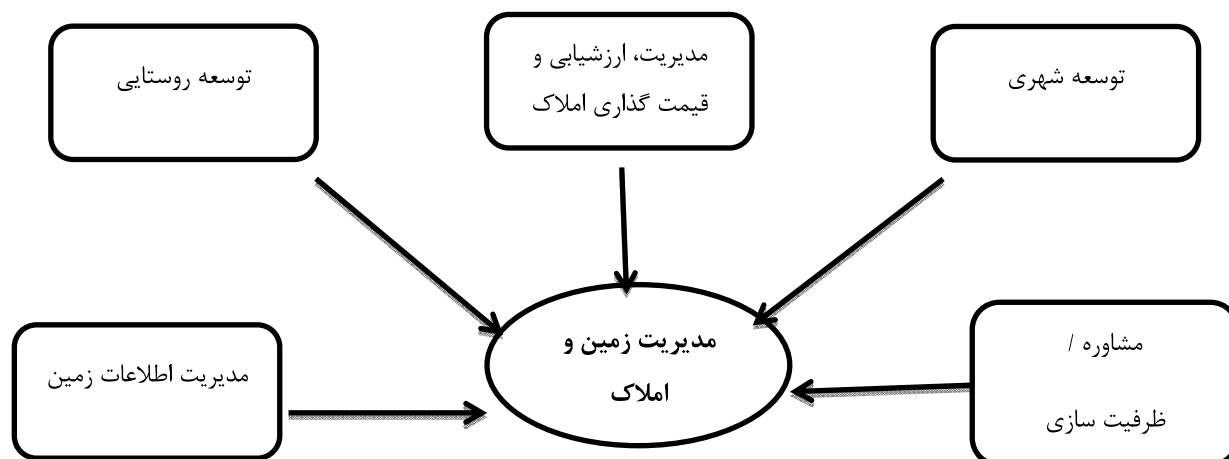 توسعه شهری
مدیریت، ارزشیابی و
قیمت گذاری املاک
توسعه روستایی
مشاوره /
ظرفیت سازی
مدیریت زمین و
املاک
مدیریت اطلاعات زمین